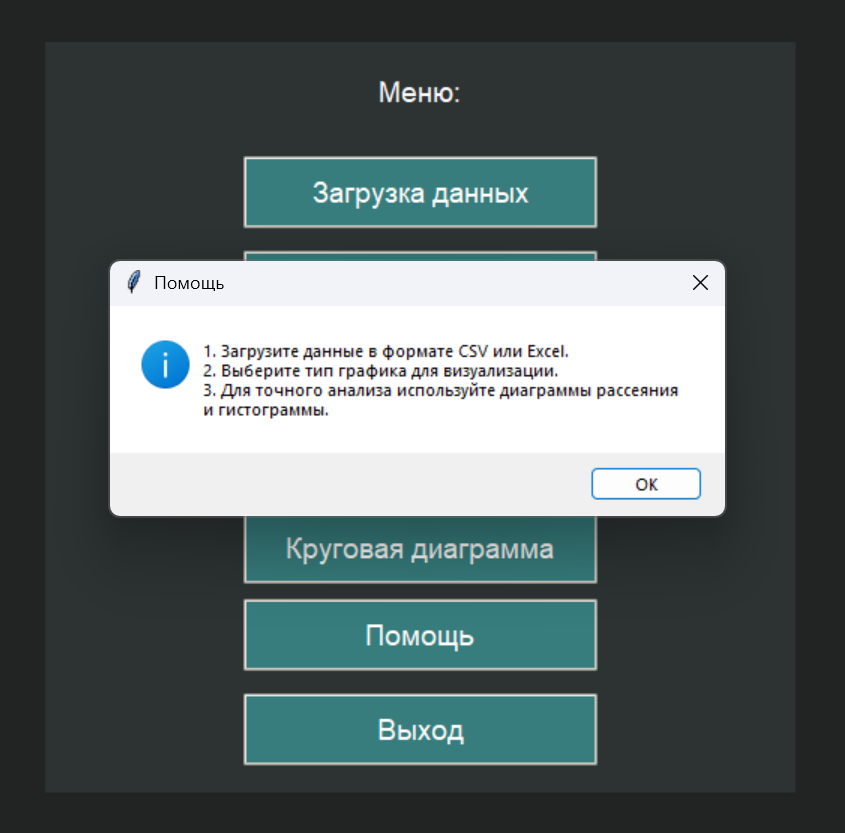 Меню:
Загрузка данных
Помощь
1. Загрузите данные в формате CSV или Excel.
2. Выберите тип графика для визуализации.
3. Для точного анализа используйте диаграммы рассеяния
и гистограммы.
ОК
Круговая диаграмма
Помощь
Выход